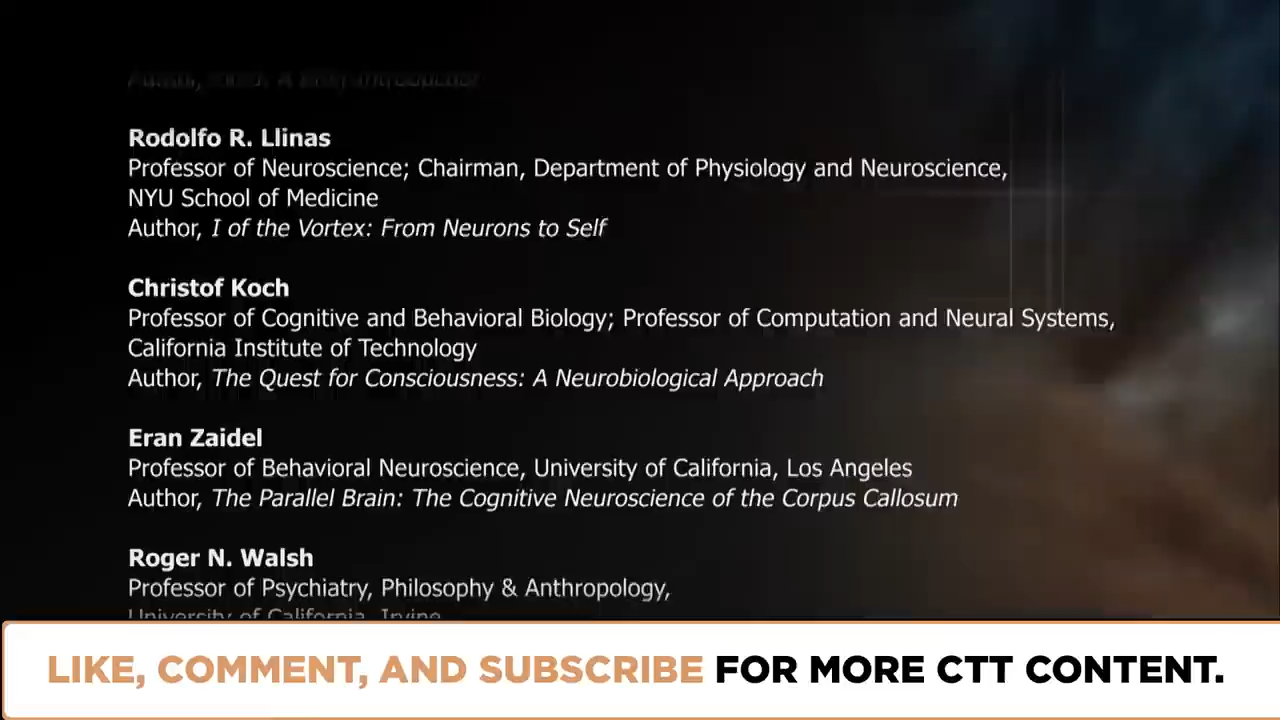 Rodolfo R. Llinas
Professor of Neuroscience; Chairman, Department of Physiology and Neuroscience,
NYU School of Medicine
Author, I of the Vortex: From Neurons to Self
Christof Koch
Professor of Cognitive and Behavioral Biology; Professor of Computation and Neural Systems,
California Institute of Technology
Author, The Quest for Consciousness: A Neurobiological Approach
Eran Zaidel
Professor of Behavioral Neuroscience, University of California, Los Angeles
Author, The Parallel Brain: The Cognitive Neuroscience of the Corpus Callosum
Roger N. Walsh
Professor of Psychiatry, Philosophy & Anthropology,
University of California, Irvine
LIKE, COMMENT, AND SUBSCRIBE FOR MORE CTT CONTENT.